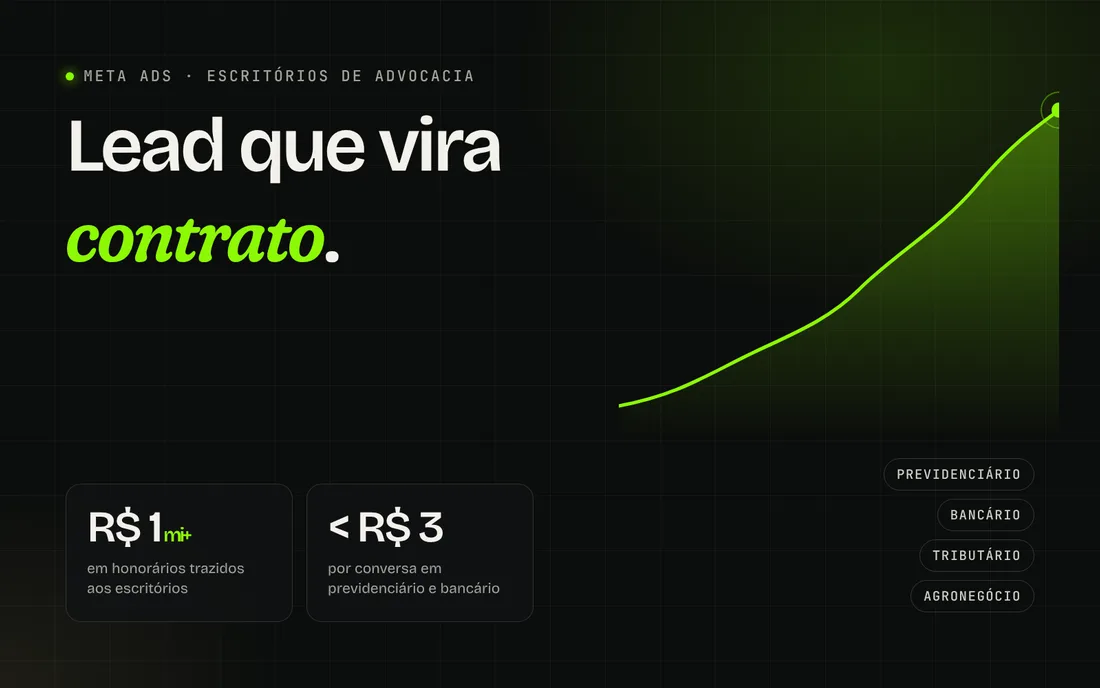 META ADS · ESCRITÓRIOS DE ADVOCACIA
Lead que vira
contrato.
R$ 1mi+
em honorários trazidos
aos escritórios
< R$ 3
por conversa em
previdenciário e bancário
PREVIDENCIÁRIO
BANCÁRIO
TRIBUTÁRIO
AGRONEGÓCIO